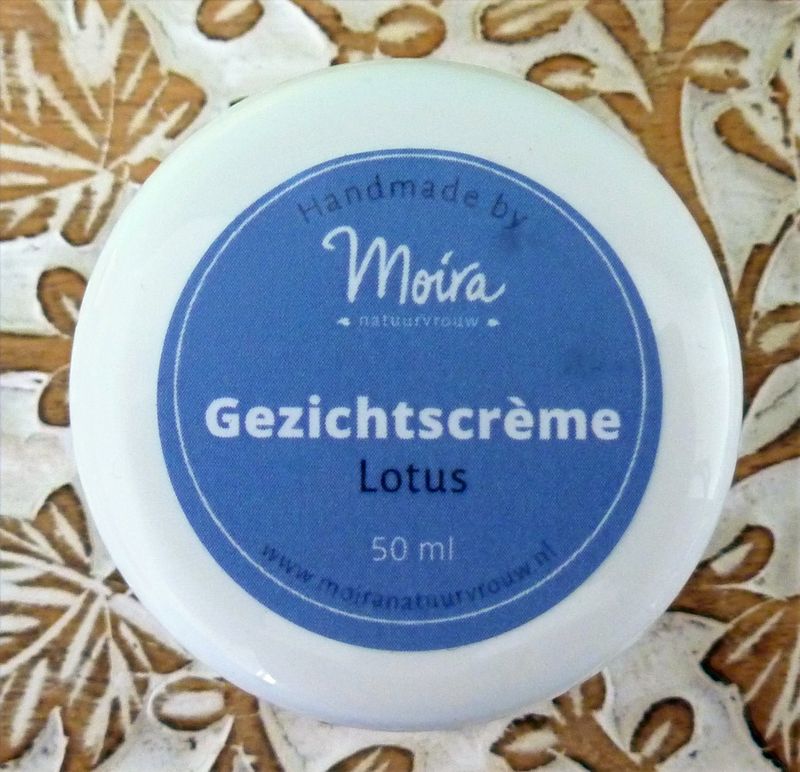 Handmade by
Moira
natuurvrouw
Gezichtscrème
Lotus
50 ml
www.moiranatuurvrouw.nl